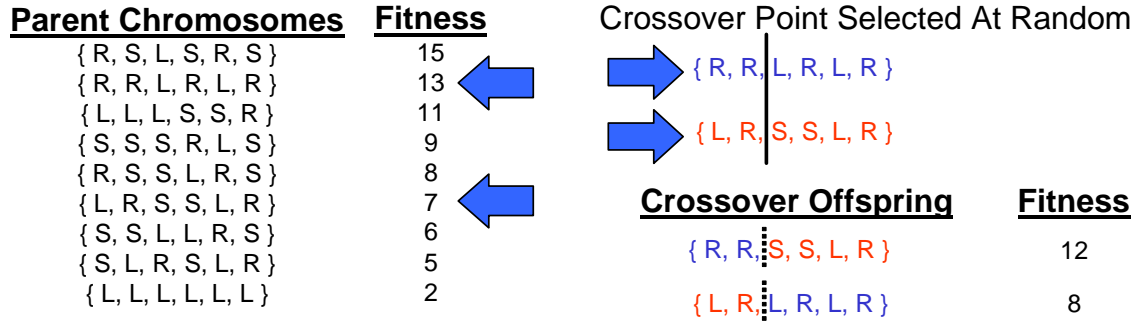 Parent Chromosomes Fitness
{ R, S, L, S, R, S } 15
{ R, R, L, R, L, R } 13
{ L, L, L, S, S, R } 11
{ S, S, S, R, L, S } 9
{ R, S, S, L, R, S } 8
{ L, R, S, S, L, R } 7
{ S, S, L, L, R, S } 6
{ S, L, R, S, L, R } 5
{ L, L, L, L, L, L } 2
Crossover Point Selected At Random
{ R, R, L, R, L, R }
{ L, R, S, S, L, R }
Crossover Offspring Fitness
{ R, R, S, S, L, R } 12
{ L, R, L, R, L, R } 8